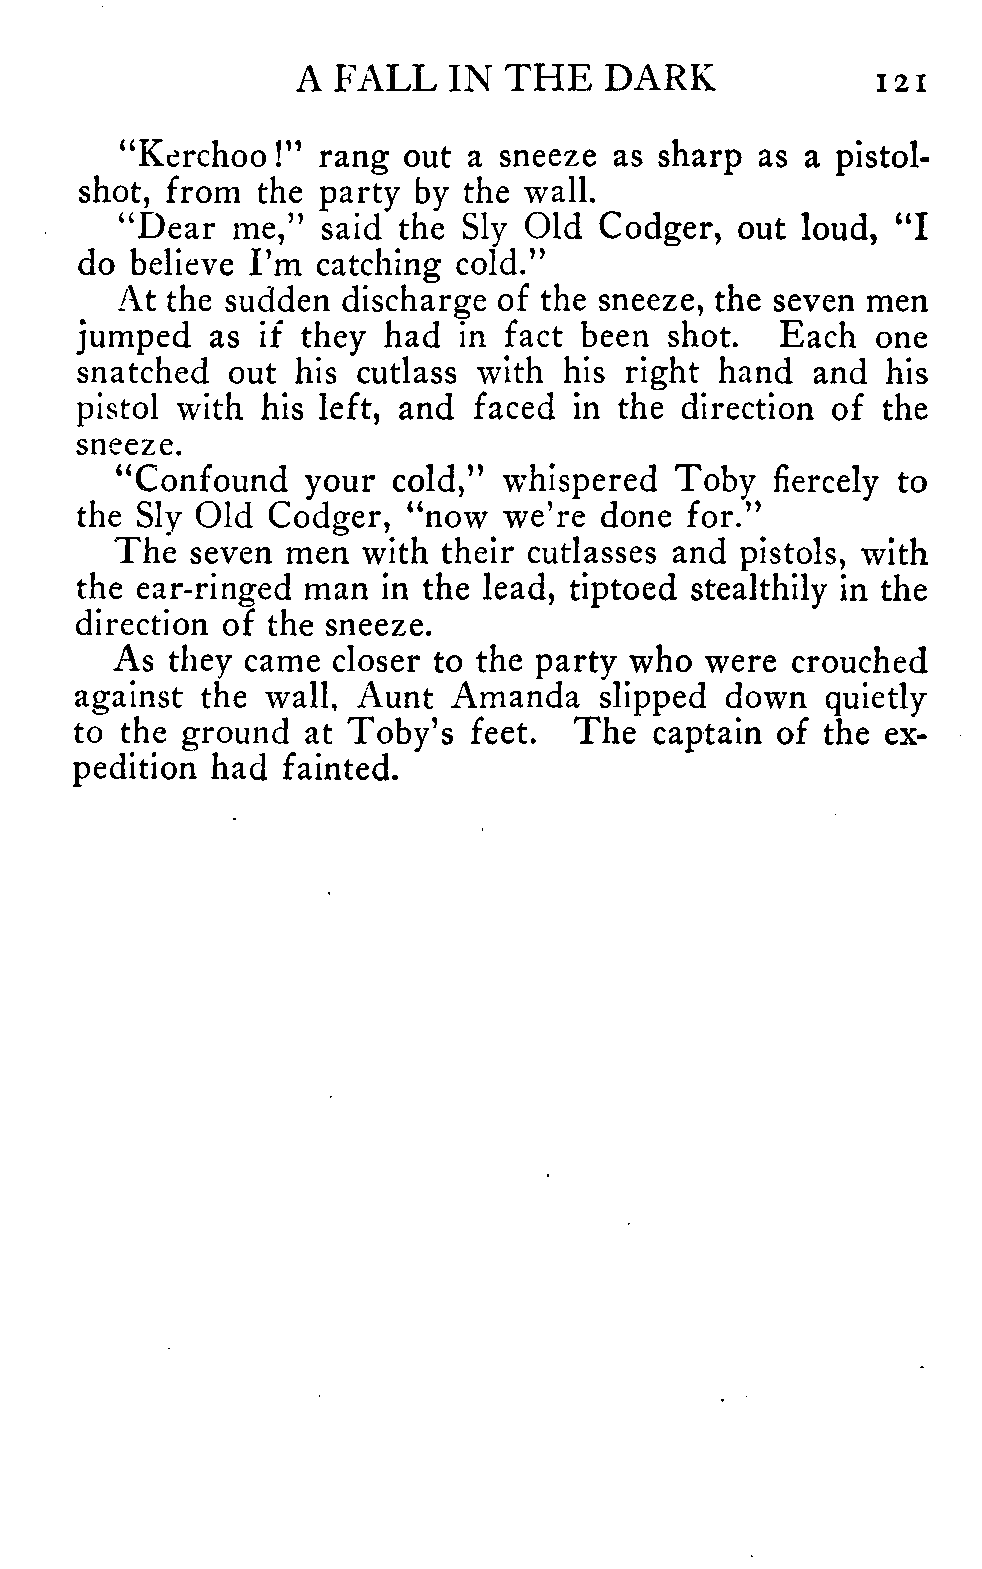 A FALL IN THE DARK 121
"Kerchoo!" rang out a sneeze as sharp as a pistol-
shot, from the party by the wall.
"Dear me," said the Sly Old Codger, out loud, "I
do believe I'm catching cold."
At the sudden discharge of the sneeze, the seven men
jumped as if they had in fact been shot. Each one
snatched out his cutlass with his right hand and his
pistol with his left, and faced in the direction of the
sneeze.
"Confound your cold," whispered Toby fiercely to
the Sly Old Codger, "now we're done for."
The seven men with their cutlasses and pistols, with
the ear-ringed man in the lead, tiptoed stealthily in the
direction of the sneeze.
As they came closer to the party who were crouched
against the wall, Aunt Amanda slipped down quietly
to the ground at Toby's feet. The captain of the ex-
pedition had fainted.